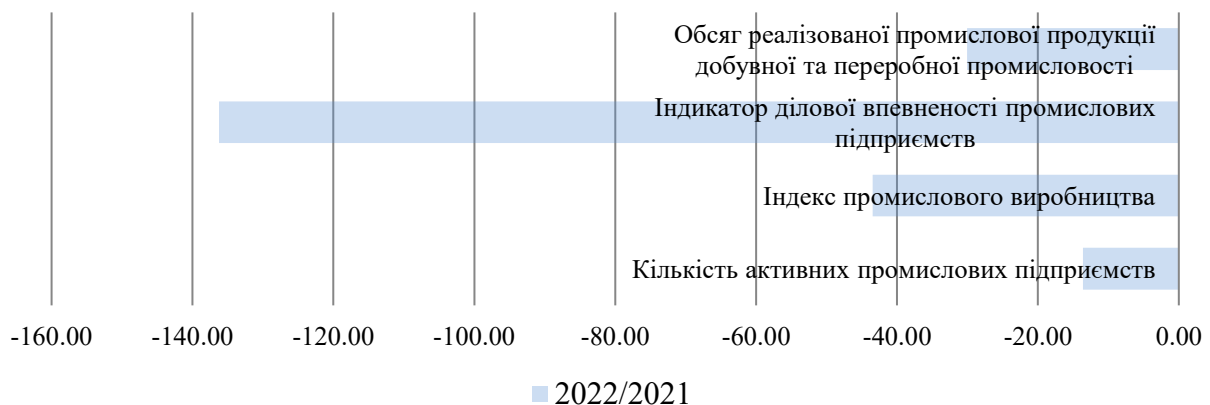 Обсяг реалізованої промислової продукції
добувної та переробної промисловості
Індикатор ділової впевненості промислових
підприємств
Індекс промислового виробництва
Кількість активних промислових підприємств
-160.00 -140.00 -120.00 -100.00 -80.00 -60.00 -40.00 -20.00 0.00
2022/2021